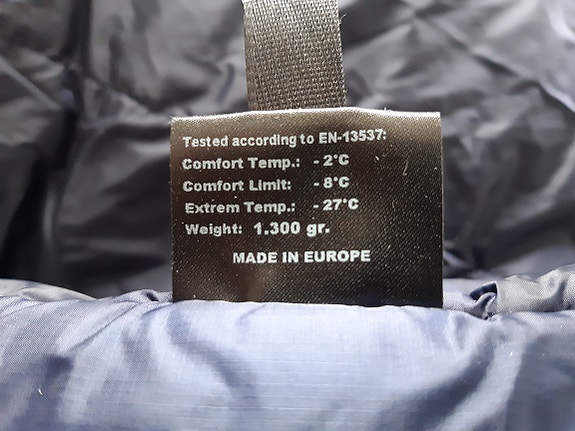 Tested according to EN-13537:
Comfort Temp.: - 2°C
Comfort Limit: - 8°C
Extrem Temp.: - 27°C
Weight: 1.300 gr.
MADE IN EUROPE